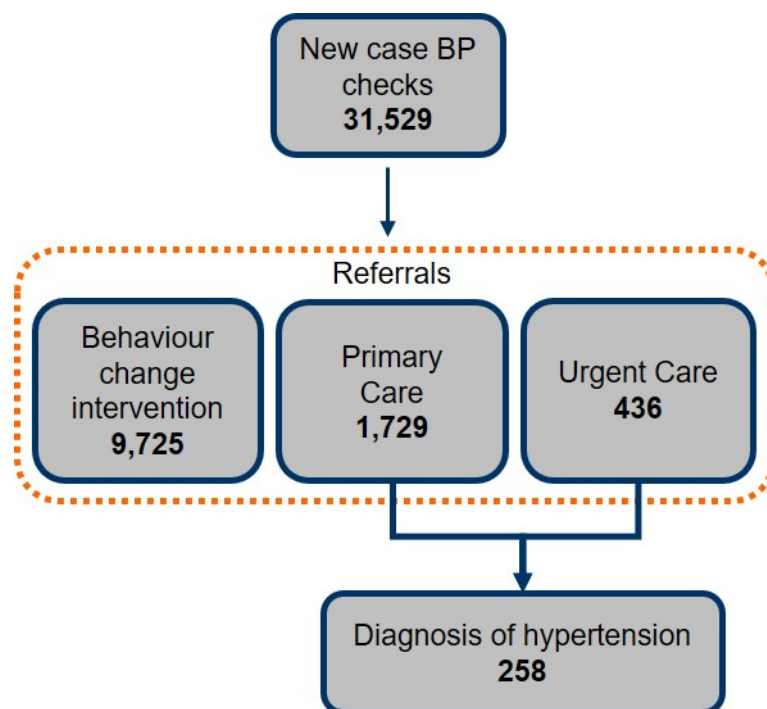 New case BP
checks
31,529
Referrals
Behaviour
change
intervention
9,725
Primary
Care
1,729
Urgent Care
436
Diagnosis of hypertension
258